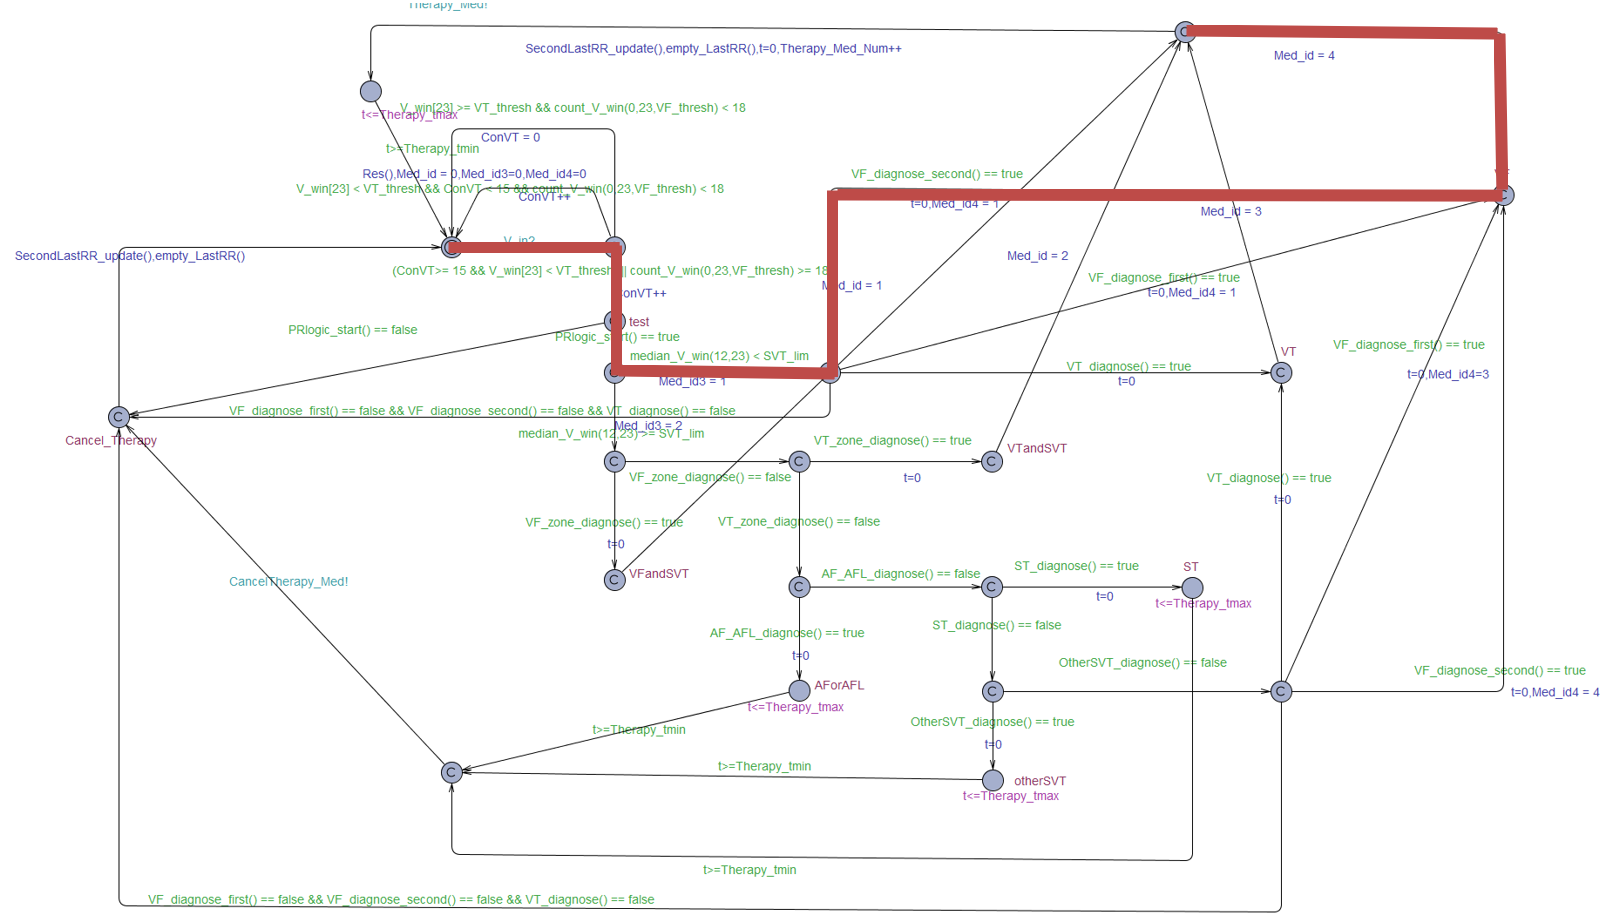 Therapy_Med!
SecondLastRR_update(),empty_LastRR(),t=0,Therapy_Med_Num++
Med_id = 4
V_win[23] >= VT_thresh && count_V_win(0,23,VF_thresh) < 18
t<=Therapy_tmax
ConVT = 0
t>=Therapy_tmin
Res(),Med_id = 0,Med_id3=0,Med_id4=0
VF_diagnose_second() == true
V_win[23] < VT_thresh && ConVT < 15 && count_V_win(0,23,VF_thresh) < 18
ConVT++
t=0,Med_id4 = 1
Med_id = 3
V_in?
SecondLastRR_update(),empty_LastRR()
Med_id = 2
(ConVT>= 15 && V_win[23] < VT_thresh) || count_V_win(0,23,VF_thresh) >= 18
VF_diagnose_first() == true
Med_id = 1
t=0,Med_id4 = 1
ConVT++
C
test
PRlogic_start() == false
PRlogic_start() == true
VF_diagnose_first() == true
median_V_win(12,23) < SVT_lim
VT
VT_diagnose() == true
C
Med_id3 = 1
t=0
t=0,Med_id4=3
VF_diagnose_first() == false && VF_diagnose_second() == false && VT_diagnose() == false
C
Med_id3 = 2
median_V_win(12,23) >= SVT_lim
Cancel_Therapy
VT_zone_diagnose() == true
VTandSVT
C
C
C
VF_zone_diagnose() == false
t=0
VT_diagnose() == true
t=0
VF_zone_diagnose() == true
VT_zone_diagnose() == false
t=0
CancelTherapy_Med!
C
VFandSVT
AF_AFL_diagnose() == false
ST_diagnose() == true
ST
C
C
t=0
t<=Therapy_tmax
AF_AFL_diagnose() == true
ST_diagnose() == false
t=0
OtherSVT_diagnose() == false
VF_diagnose_second() == true
AForAFL
C
C
t=0,Med_id4 = 4
t<=Therapy_tmax
OtherSVT_diagnose() == true
t>=Therapy_tmin
t=0
C
t>=Therapy_tmin
otherSVT
t<=Therapy_tmax
t>=Therapy_tmin
VF_diagnose_first() == false && VF_diagnose_second() == false && VT_diagnose() == false